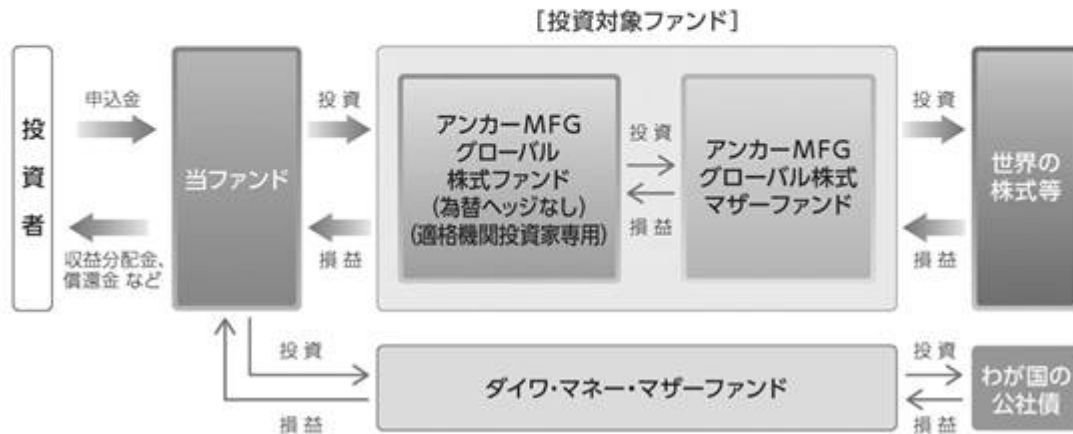 ［投資対象ファンド］
投資者
申込金
収益分配金、
償還金 など
当ファンド
投資
損益
アンカーMFG
グローバル
株式ファンド
(為替ヘッジなし)
(適格機関投資家専用)
投資
損益
アンカーMFG
グローバル株式
マザーファンド
投資
損益
世界の
株式等
投資
損益
ダイワ・マネー・マザーファンド
投資
損益
わが国の
公社債